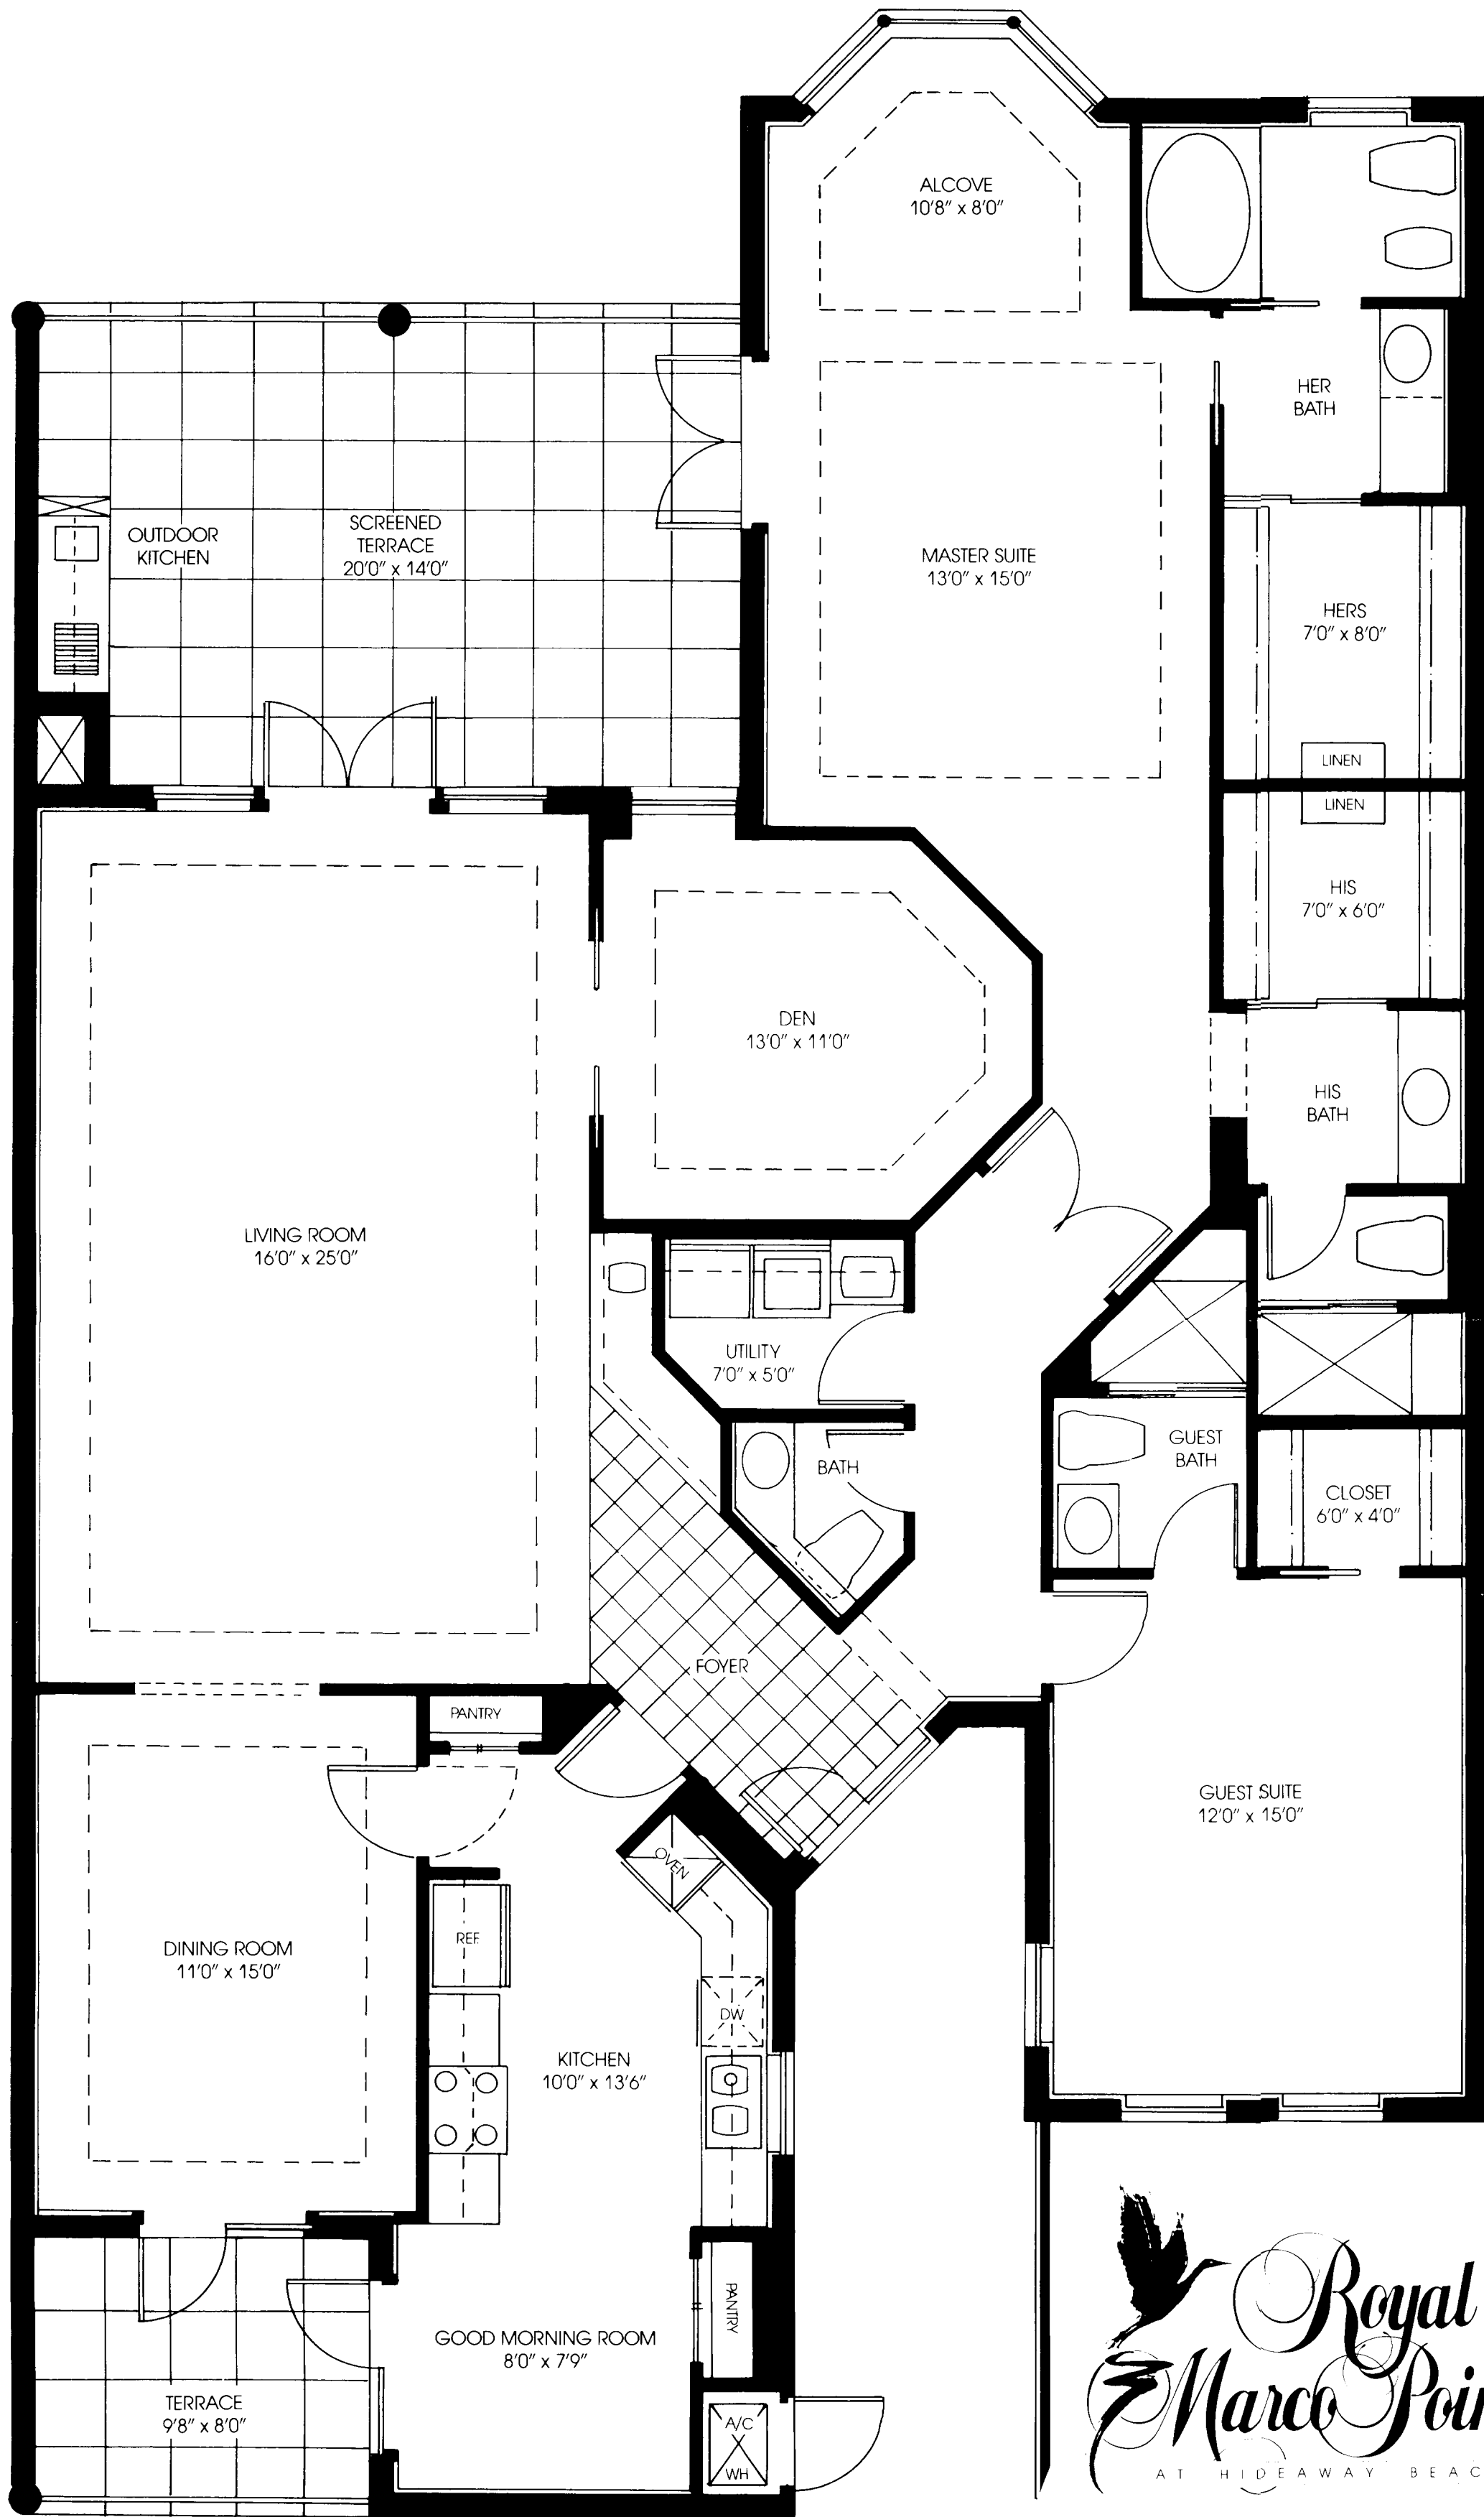 ALCOVE
10'8" x 8'0"
HER
BATH
OUTDOOR
KITCHEN
SCREENED
TERRACE
20'0" x 14'0"
MASTER SUITE
13'0" x 15'0"
HERS
7'0" x 8'0"
LINEN
LINEN
HIS
7'0" x 6'0"
DEN
13'0" x 11'0"
HIS
BATH
LIVING ROOM
16'0" x 25'0"
UTILITY
7'0" x 5'0"
BATH
GUEST
BATH
CLOSET
6'0" x 4'0"
FOYER
PANTRY
GUEST SUITE
12'0" x 15'0"
OVEN
REF.
DINING ROOM
11'0" x 15'0"
DW
KITCHEN
10'0" x 13'6"
PANTRY
GOOD MORNING ROOM
8'0" x 7'9"
TERRACE
9'8" x 8'0"
A/C
WH
Royal
Marco Poin
AT HIDEAWAY BEAC